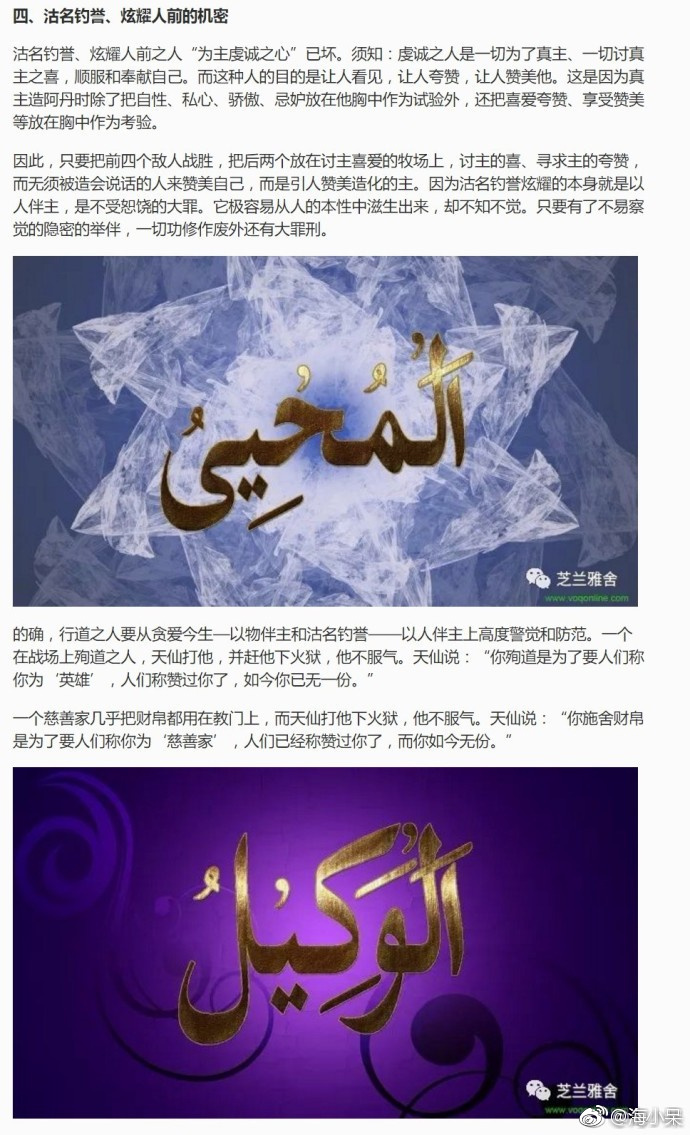 四、沽名钓誉、炫耀人前的机密
沽名钓誉、炫耀人前之人“为主虔诚之心”已坏。须知：虔诚之人是一切为了真主、一切讨真
主之喜，顺服和奉献自己。而这种人的目的是让人看见，让人夸赞，让人赞美他。这是因为真
主造阿丹时除了把自性、私心、骄傲、忌妒放在他胸中作为试验外，还把喜爱夸赞、享受赞美
等放在胸中作为考验。
因此，只要把前四个敌人战胜，把后两个放在讨主喜爱的牧场上，讨主的喜、寻求主的夸赞，
而无须被造会说话的人来赞美自己，而是引人赞美造化的主。因为沽名钓誉炫耀的本身就是以
人伴主，是不受恕饶的大罪。它极容易从人的本性中滋生出来，却不知不觉。只要有了不易察
觉的隐密的举伴，一切功修作废外还有大罪刑。
الْمُحْيِىُ
芝兰雅舍
www.voqonline.com
的确，行道之人要从贪爱今生—以物伴主和沽名钓誉——以人伴主上高度警觉和防范。一个
在战场上殉道之人，天仙打他，并赶他下火狱，他不服气。天仙说：“你殉道是为了要人们称
你为‘英雄’，人们称赞过你了，如今你已无一份。”
一个慈善家几乎把财帛都用在教门上，而天仙打他下火狱，他不服气。天仙说：“你施舍财帛
是为了要人们称你为‘慈善家’，人们已经称赞过你了，而你如今无份。”
الْوَكِيْلُ
芝兰雅舍
@海小呆